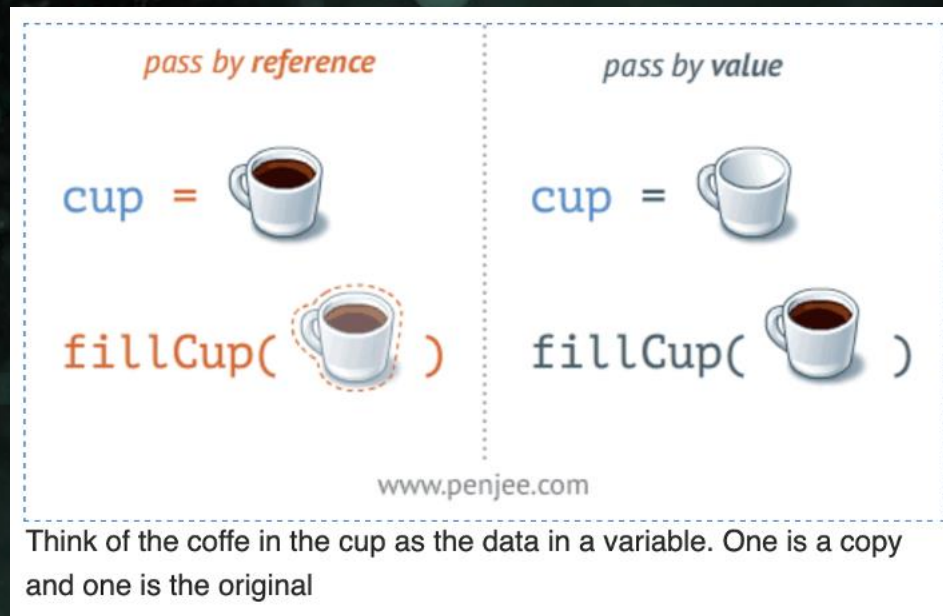 pass by reference
pass by value
cup =
cup =
fillCup( )
fillCup( )
www.penjee.com
Think of the coffe in the cup as the data in a variable. One is a copy
and one is the original